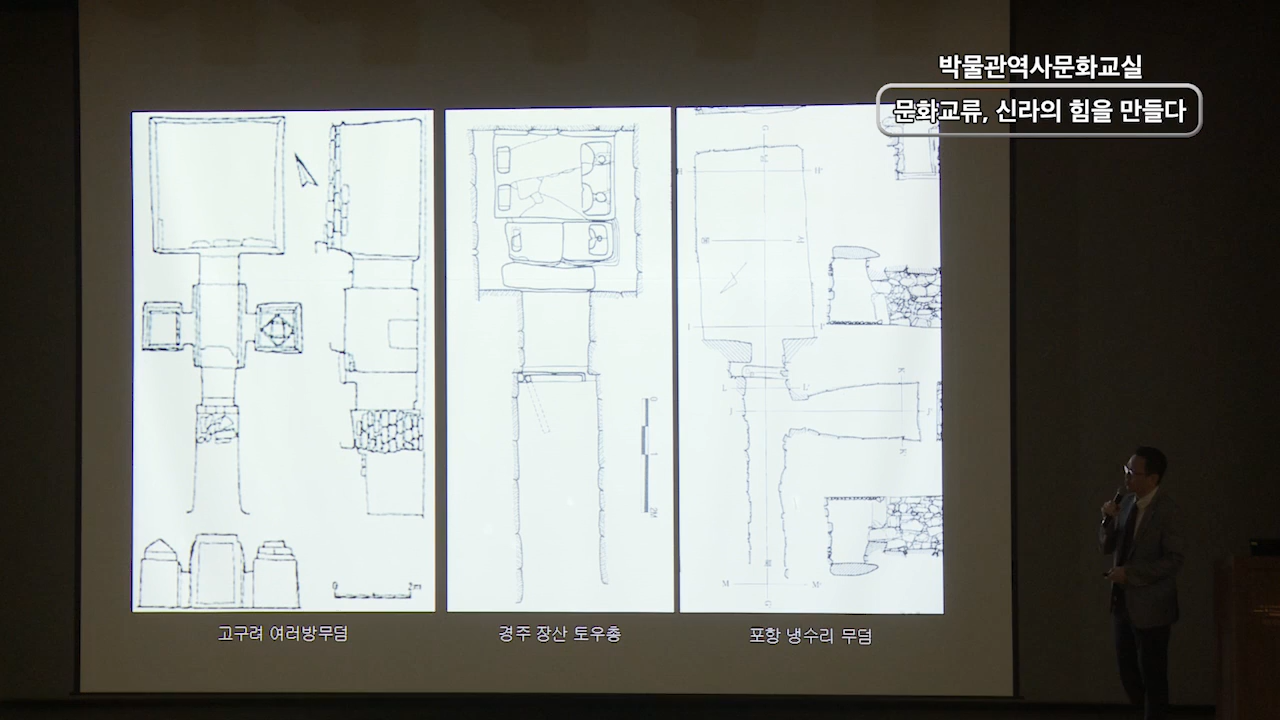 박물관역사문화교실
문화교류, 신라의 힘을 만들다
고구려 여러방무덤
경주 장산 토우총
포항 냉수리 무덤
0 2m